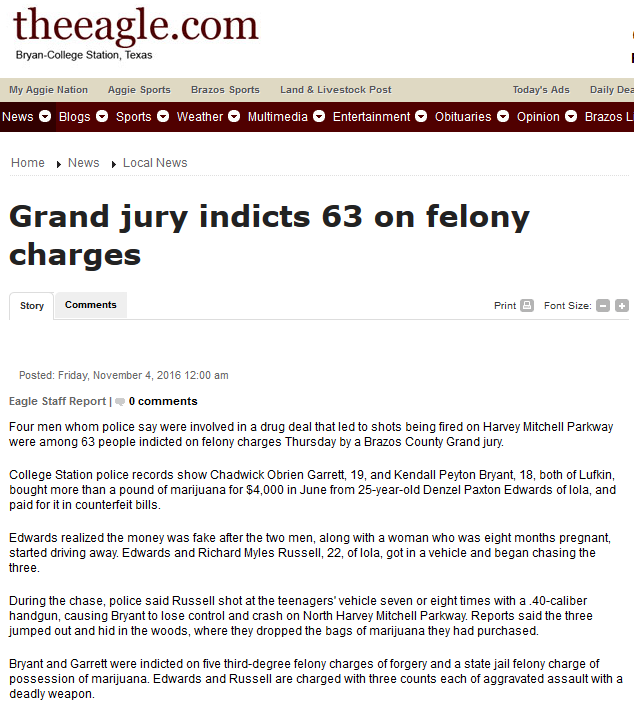 theeagle.com
Bryan-College Station, Texas
My Aggie Nation Aggie Sports Brazos Sports Land & Livestock Post Today's Ads Daily Dea
News Blogs Sports Weather Multimedia Entertainment Obituaries Opinion Brazos L
Home News Local News
Grand jury indicts 63 on felony
charges
Story Comments Print Font Size:
Posted: Friday, November 4, 2016 12:00 am
Eagle Staff Report | 0 comments
Four men whom police say were involved in a drug deal that led to shots being fired on Harvey Mitchell Parkway
were among 63 people indicted on felony charges Thursday by a Brazos County Grand jury.
College Station police records show Chadwick Obrien Garrett, 19, and Kendall Peyton Bryant, 18, both of Lufkin,
bought more than a pound of marijuana for $4,000 in June from 25-year-old Denzel Paxton Edwards of Iola, and
paid for it in counterfeit bills.
Edwards realized the money was fake after the two men, along with a woman who was eight months pregnant,
started driving away. Edwards and Richard Myles Russell, 22, of Iola, got in a vehicle and began chasing the
three.
During the chase, police said Russell shot at the teenagers' vehicle seven or eight times with a .40-caliber
handgun, causing Bryant to lose control and crash on North Harvey Mitchell Parkway. Reports said the three
jumped out and hid in the woods, where they dropped the bags of marijuana they had purchased.
Bryant and Garrett were indicted on five third-degree felony charges of forgery and a state jail felony charge of
possession of marijuana. Edwards and Russell are charged with three counts each of aggravated assault with a
deadly weapon.